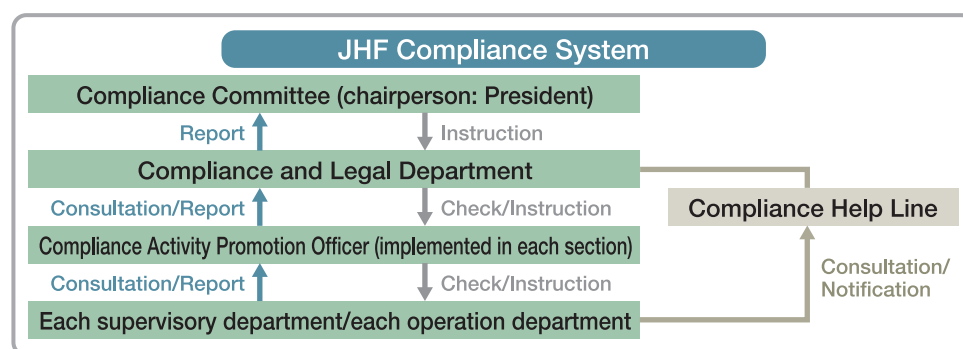 JHF Compliance System
Compliance Committee (chairperson: President)
Report
Instruction
Compliance and Legal Department
Consultation/Report
Check/Instruction
Compliance Help Line
Compliance Activity Promotion Officer (implemented in each section)
Consultation/Report
Check/Instruction
Consultation/
Notification
Each supervisory department/each operation department